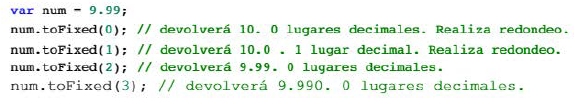 var num = 9.99;
num.toFixed(0); // devolverá 10. 0 lugares decimales. Realiza redondeo.
num.toFixed(1); // devolverá 10.0 . 1 lugar decimal. Realiza redondeo.
num.toFixed(2); // devolverá 9.99. 0 lugares decimales.
num.toFixed(3); // devolverá 9.990. 0 lugares decimales.